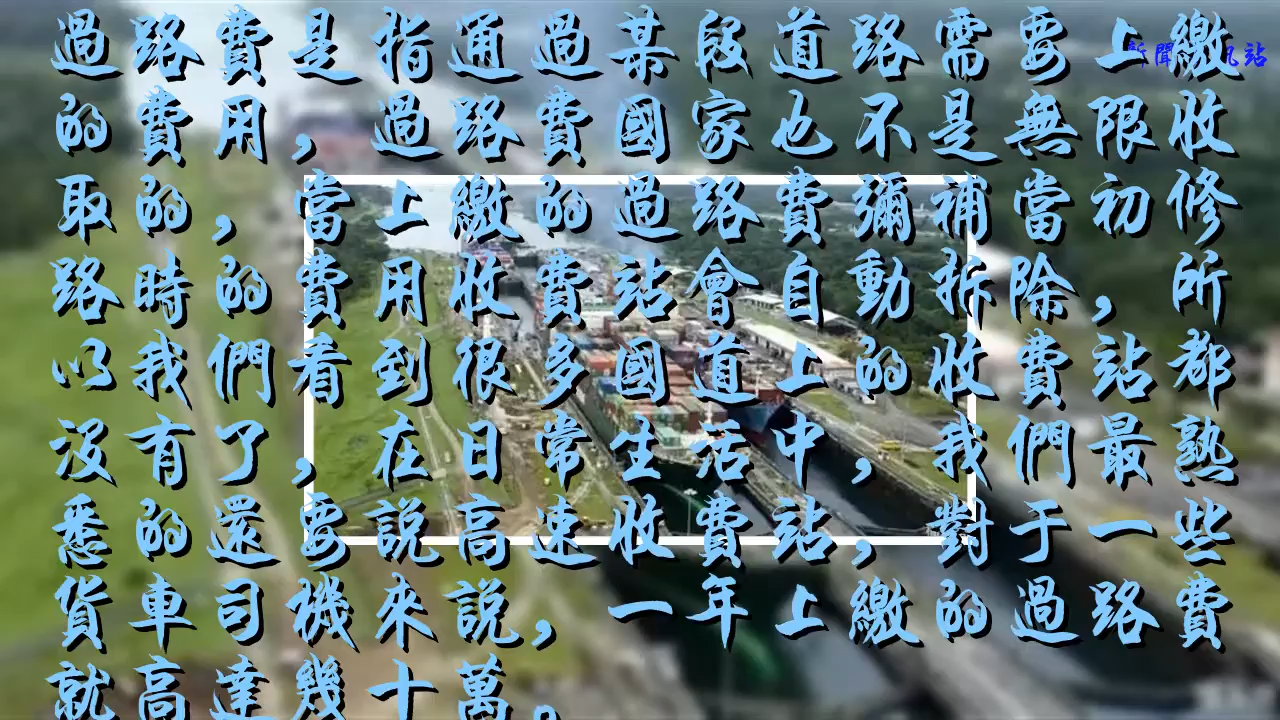 過路費是指通過某段道路需要上繳
的費用，過路費國家也不是無限收
取的，當上繳的過路費彌補當初修
路時的費用收費站會自動拆除，所
以我們看到很多國道上的收費站都
沒有了，在日常生活中，我們最熟
悉的還要說高速收費站，對于一些
貨車司機來說，一年上繳的過路費
就高達幾十萬。
新聞
站